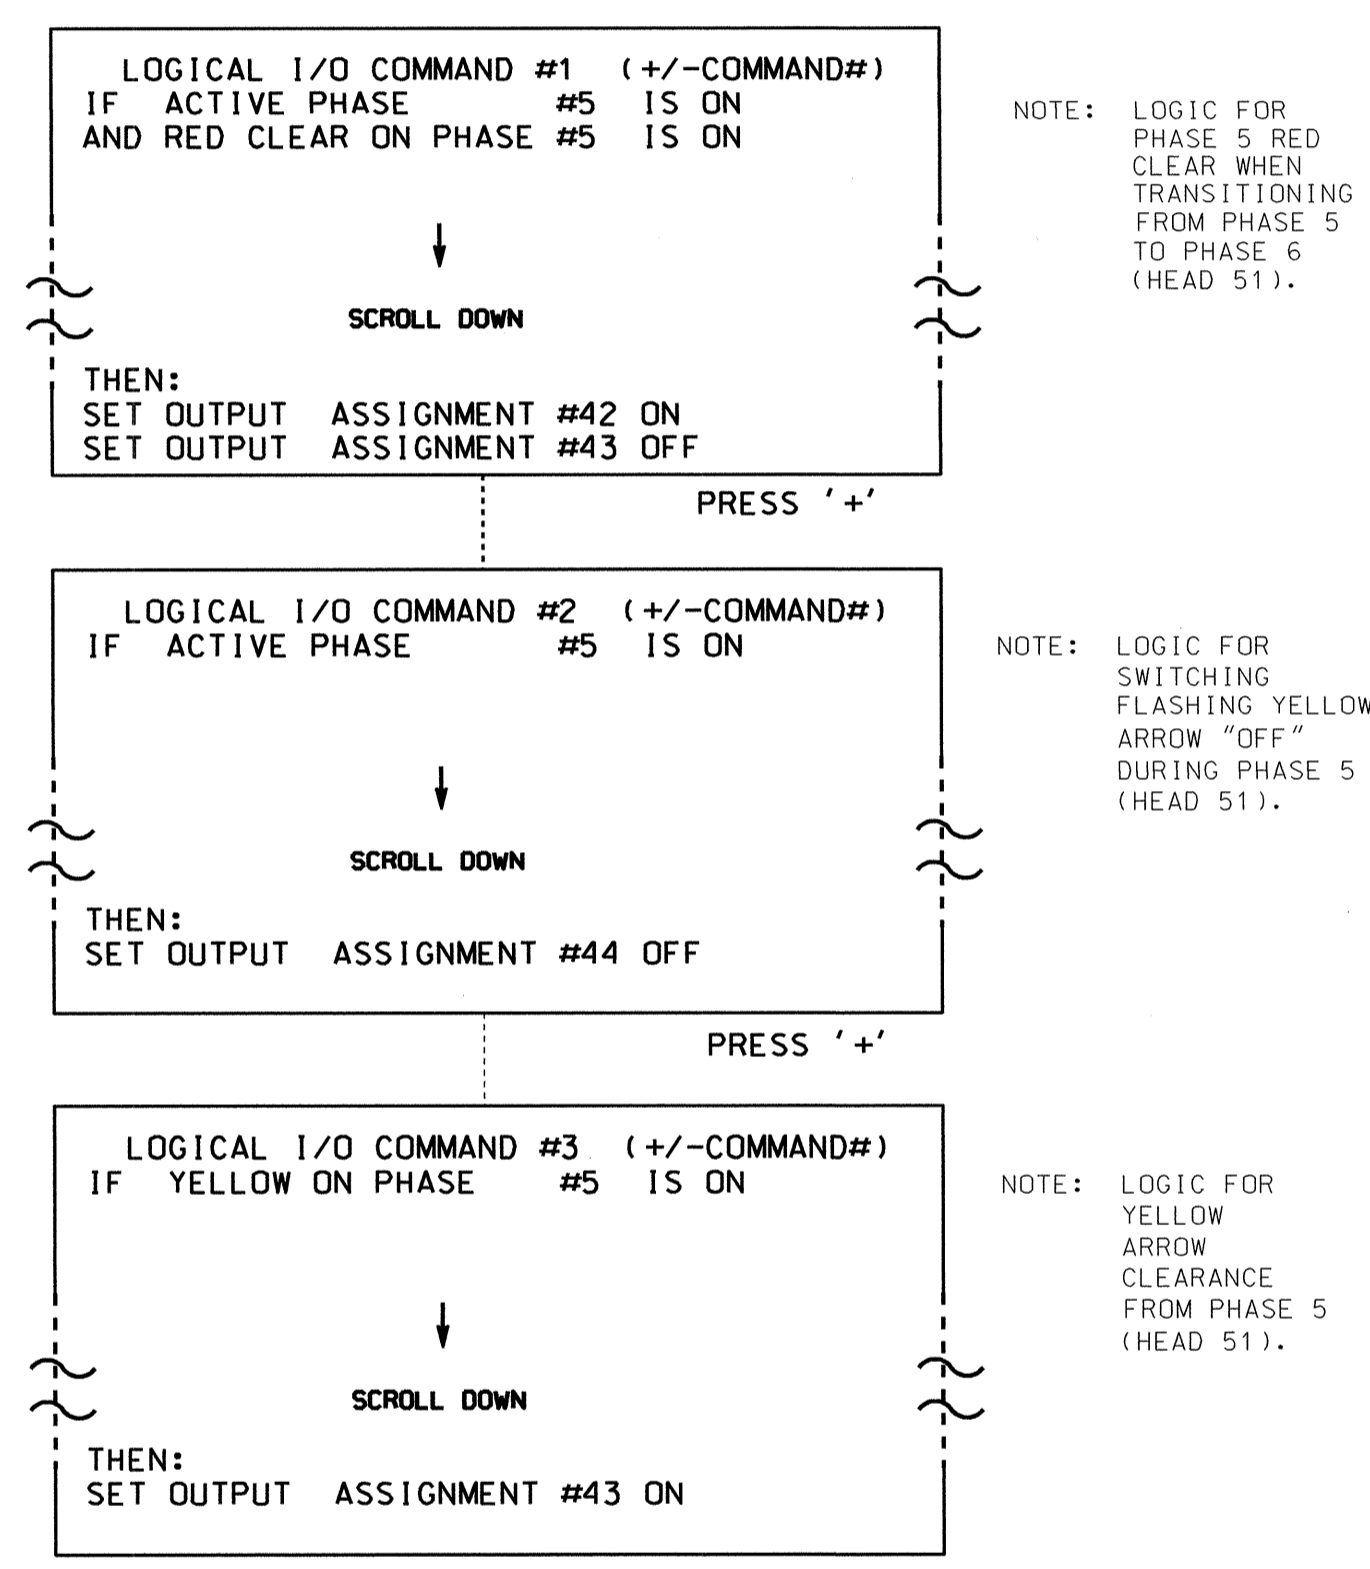 LOGICAL I/O COMMAND #1 (+/-COMMAND#)
IF ACTIVE PHASE #5 IS ON
AND RED CLEAR ON PHASE #5 IS ON
SCROLL DOWN
THEN:
SET OUTPUT ASSIGNMENT #42 ON
SET OUTPUT ASSIGNMENT #43 OFF
NOTE: LOGIC FOR
PHASE 5 RED
CLEAR WHEN
TRANSITIONING
FROM PHASE 5
TO PHASE 6
(HEAD 51).
PRESS '+'
LOGICAL I/O COMMAND #2 (+/-COMMAND#)
IF ACTIVE PHASE #5 IS ON
SCROLL DOWN
THEN:
SET OUTPUT ASSIGNMENT #44 OFF
NOTE: LOGIC FOR
SWITCHING
FLASHING YELLOW
ARROW "OFF"
DURING PHASE 5
(HEAD 51).
PRESS '+'
LOGICAL I/O COMMAND #3 (+/-COMMAND#)
IF YELLOW ON PHASE #5 IS ON
SCROLL DOWN
THEN:
SET OUTPUT ASSIGNMENT #43 ON
NOTE: LOGIC FOR
YELLOW
ARROW
CLEARANCE
FROM PHASE 5
(HEAD 51).